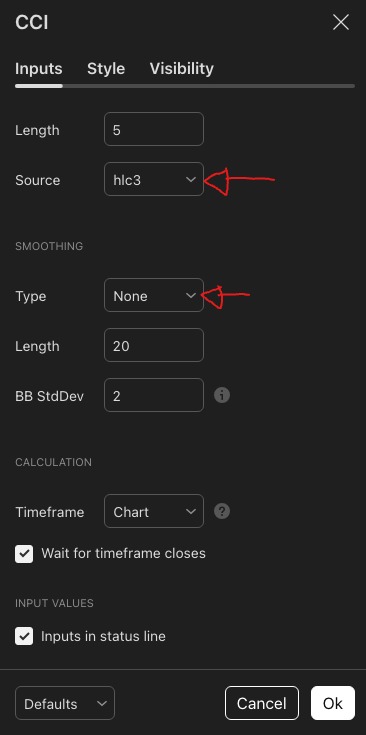 CCI
Inputs Style Visibility
Length 5
Source hlc3
SMOOTHING
Type None
Length 20
BB StdDev 2
CALCULATION
Timeframe Chart
Wait for timeframe closes
INPUT VALUES
Inputs in status line
Defaults Cancel Ok